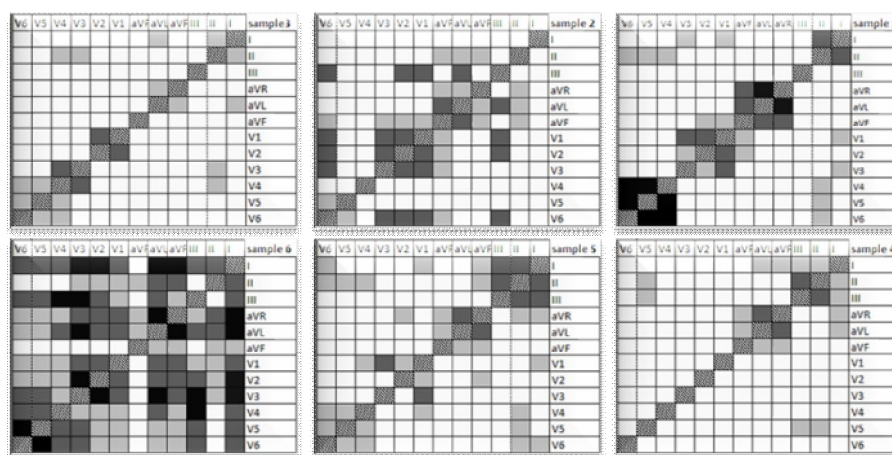 V6 V5 V4 V3 V2 V1 aVF aVL aVR III II I sample 3
I
II
III
aVR
aVL
aVF
V1
V2
V3
V4
V5
V6
V6 V5 V4 V3 V2 V1 aVF aVL aVR III II I sample 2
I
II
III
aVR
aVL
aVF
V1
V2
V3
V4
V5
V6
V6 V5 V4 V3 V2 V1 aVF aVL aVR III II I sample
I
II
III
aVR
aVL
aVF
V1
V2
V3
V4
V5
V6
V6 V5 V4 V3 V2 V1 aVF aVL aVR III II I sample 6
I
II
III
aVR
aVL
aVF
V1
V2
V3
V4
V5
V6
V6 V5 V4 V3 V2 V1 aVF aVL aVR III II I sample 5
I
II
III
aVR
aVL
aVF
V1
V2
V3
V4
V5
V6
V6 V5 V4 V3 V2 V1 aVF aVL aVR III II I sample 4
I
II
III
aVR
aVL
aVF
V1
V2
V3
V4
V5
V6